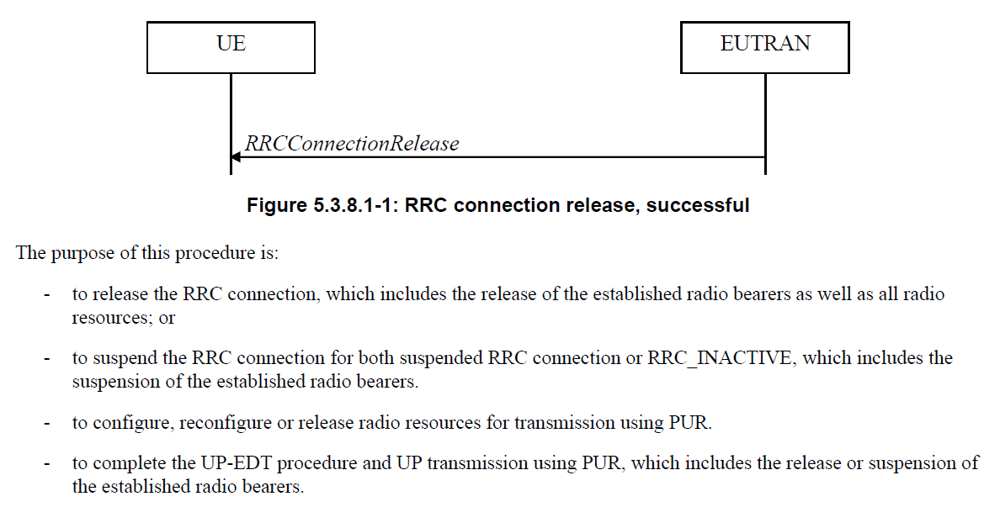 UE
EUTRAN
RRCConnectionRelease
Figure 5.3.8.1-1: RRC connection release, successful
The purpose of this procedure is:
- to release the RRC connection, which includes the release of the established radio bearers as well as all radio
resources; or
- to suspend the RRC connection for both suspended RRC connection or RRC_INACTIVE, which includes the
suspension of the established radio bearers.
- to configure, reconfigure or release radio resources for transmission using PUR.
- to complete the UP-EDT procedure and UP transmission using PUR, which includes the release or suspension of
the established radio bearers.